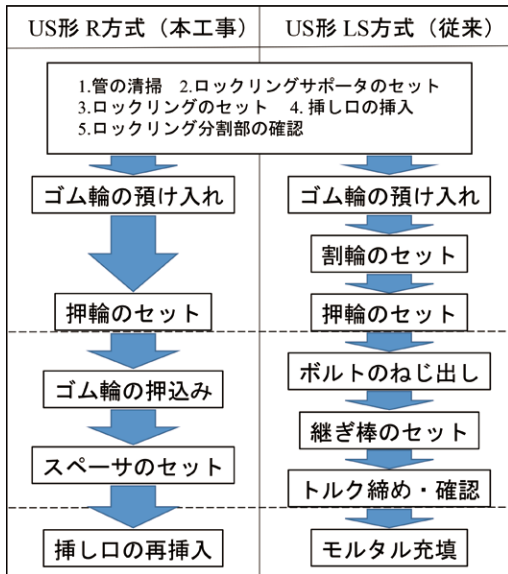 US形 R方式（本工事）
US形 LS方式（従来）
1.管の清掃 2.ロックリングサポータのセット
3.ロックリングのセット 4. 挿し口の挿入
5.ロックリング分割部の確認
ゴム輪の預け入れ
押輪のセット
ゴム輪の押込み
スペーサのセット
挿し口の再挿入
ゴム輪の預け入れ
割輪のセット
押輪のセット
ボルトのねじ出し
継ぎ棒のセット
トルク締め・確認
モルタル充填